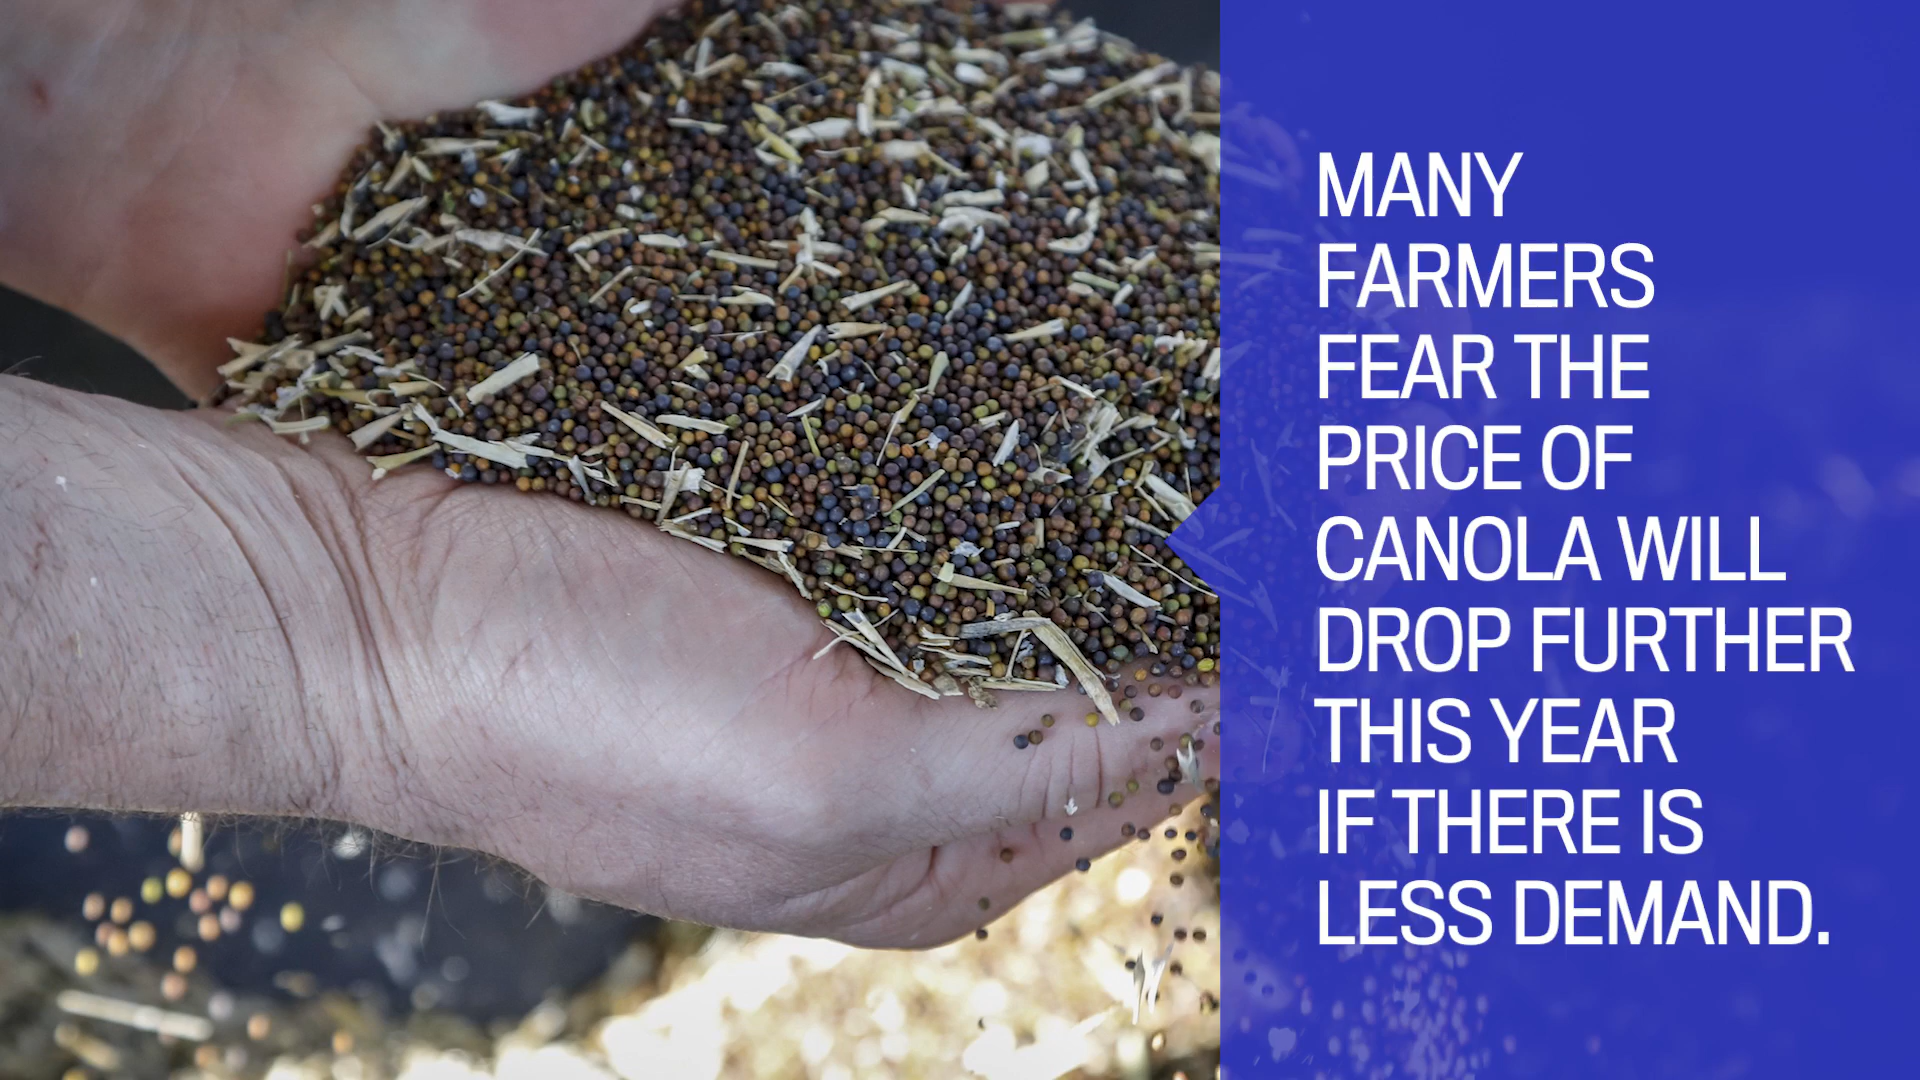 MANY
FARMERS
FEAR THE
PRICE OF
CANOLA WILL
DROP FURTHER
THIS YEAR
IF THERE IS
LESS DEMAND.